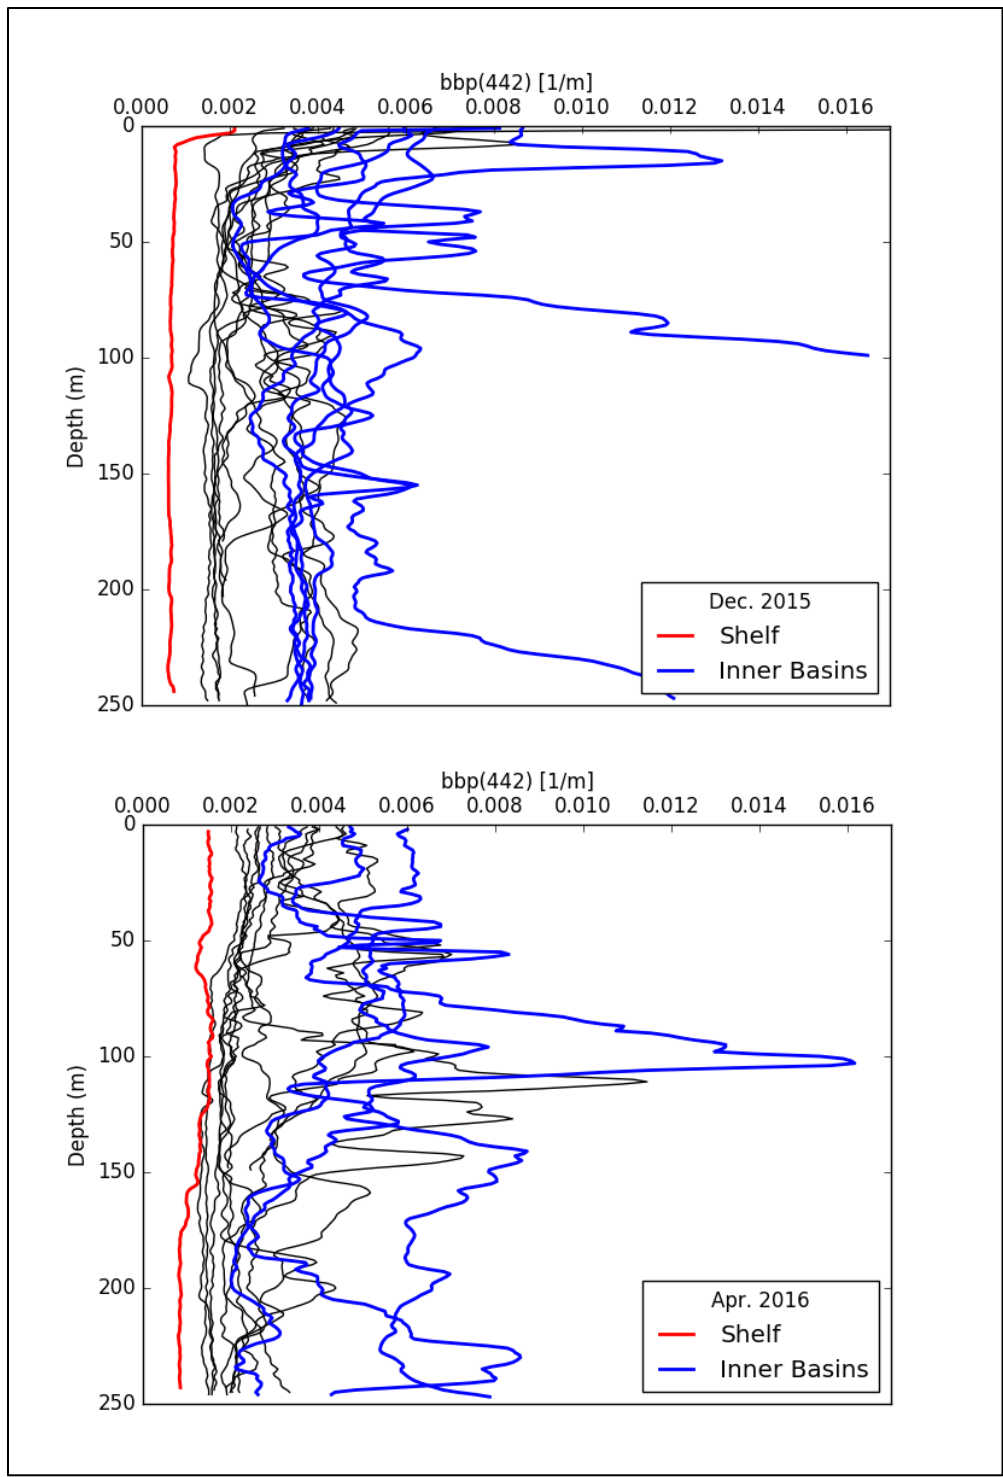 bbp(442) [1/m]
0.000 0.002 0.004 0.006 0.008 0.010 0.012 0.014 0.016
0
50
100
150
200
250
Depth (m)
Dec. 2015
Shelf
Inner Basins
bbp(442) [1/m]
0.000 0.002 0.004 0.006 0.008 0.010 0.012 0.014 0.016
0
50
100
150
200
250
Depth (m)
Apr. 2016
Shelf
Inner Basins